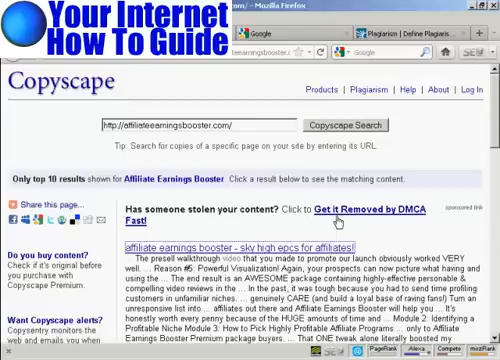 Your Internet
How To Guide
Mozilla Firefox
Google
Plagiarism | Define Plagiarism...
affiliateearningsbooster.com/
Google
Copyscape
Products | Plagiarism | Help | About | Log In
http://affiliateearningsbooster.com/
Copyscape Search
Tip: Search for copies of a specific page on your site by entering its URL.
Only top 10 results shown for Affiliate Earnings Booster Click a result below to see the matching content.
Share this page...
Has someone stolen your content? Click to Get it Removed by DMCA
Fast!
sponsored link
affiliate earnings booster - sky high epcs for affiliates!
The presell walkthrough video that was made to promote our launch obviously worked VERY
well. ... Reason #5: Powerful Visualization! Again, your prospects can now picture what having and
using the ... The end result is an AWESOME package containing highly-effective personable &
compelling video reviews in the ... In the past, it was tough because you had to send time profiling
customers in unfamiliar niches. ... genuinely CARE (and build a loyal base of raving fans!) Turn an
unresponsive list into ... affiliates out there and Affiliate Earnings Booster will help you ... It's
honestly worth every penny because of the HUGE amounts of time ... Module 2: Identifying a
Profitable Niche Module 3: How to Pick Highly Profitable Affiliate Programs ... only to Affiliate
Earnings Booster Premium package buyers. ... That ONE tweak alone literally boosted my
Do you buy content?
Check if it's original before
you purchase with
Copyscape Premium.
Want Copyscape alerts?
Copysentry monitors the
web and emails you when
PageRank
Alexa
Compete
mozRank